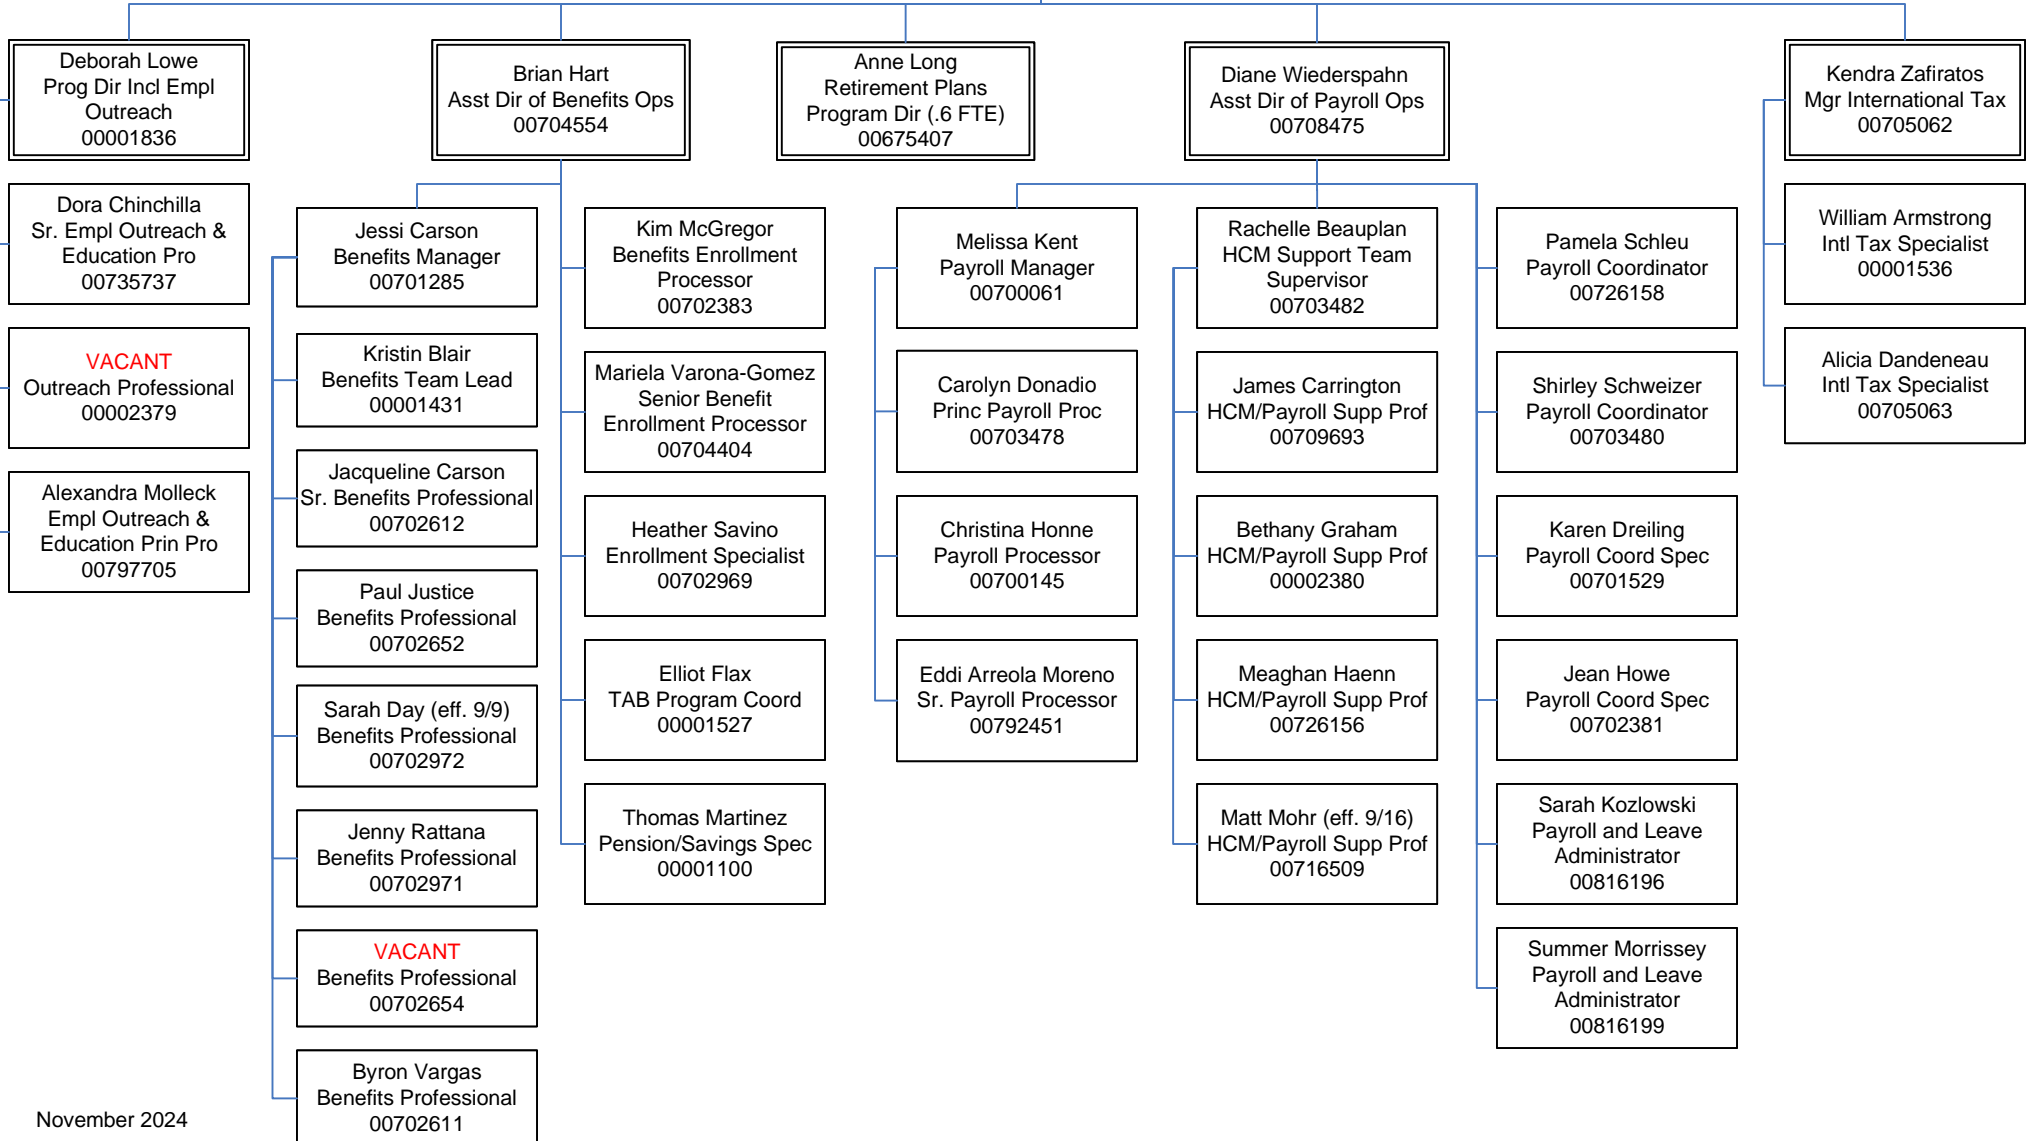 Deborah Lowe
Prog Dir Incl Empl
Outreach
00001836
Brian Hart
Asst Dir of Benefits Ops
00704554
Anne Long
Retirement Plans
Program Dir (.6 FTE)
00675407
Diane Wiederspahn
Asst Dir of Payroll Ops
00708475
Kendra Zafiratos
Mgr International Tax
00705062
Dora Chinchilla
Sr. Empl Outreach &
Education Pro
00735737
VACANT
Outreach Professional
00002379
Alexandra Molleck
Empl Outreach &
Education Prin Pro
00797705
Jessi Carson
Benefits Manager
00701285
Kristin Blair
Benefits Team Lead
00001431
Jacqueline Carson
Sr. Benefits Professional
00702612
Paul Justice
Benefits Professional
00702652
Sarah Day (eff. 9/9)
Benefits Professional
00702972
Jenny Rattana
Benefits Professional
00702971
VACANT
Benefits Professional
00702654
Byron Vargas
Benefits Professional
00702611
Kim McGregor
Benefits Enrollment
Processor
00702383
Mariela Varona-Gomez
Senior Benefit
Enrollment Processor
00704404
Heather Savino
Enrollment Specialist
00702969
Elliot Flax
TAB Program Coord
00001527
Thomas Martinez
Pension/Savings Spec
00001100
Melissa Kent
Payroll Manager
00700061
Carolyn Donadio
Princ Payroll Proc
00703478
Christina Honne
Payroll Processor
00700145
Eddi Arreola Moreno
Sr. Payroll Processor
00792451
Rachelle Beauplan
HCM Support Team
Supervisor
00703482
James Carrington
HCM/Payroll Supp Prof
00709693
Bethany Graham
HCM/Payroll Supp Prof
00002380
Meaghan Haenn
HCM/Payroll Supp Prof
00726156
Matt Mohr (eff. 9/16)
HCM/Payroll Supp Prof
00716509
Pamela Schleu
Payroll Coordinator
00726158
Shirley Schweizer
Payroll Coordinator
00703480
Karen Dreiling
Payroll Coord Spec
00701529
Jean Howe
Payroll Coord Spec
00702381
Sarah Kozlowski
Payroll and Leave
Administrator
00816196
Summer Morrissey
Payroll and Leave
Administrator
00816199
William Armstrong
Intl Tax Specialist
00001536
Alicia Dandeneau
Intl Tax Specialist
00705063
November 2024